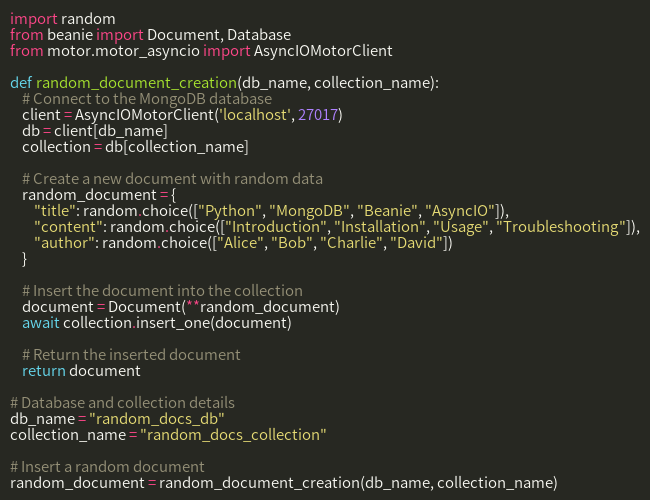 import random
from beanie import Document, Database
from motor.motor_asyncio import AsyncIOMotorClient

def random_document_creation(db_name, collection_name):
    # Connect to the MongoDB database
    client = AsyncIOMotorClient('localhost', 27017)
    db = client[db_name]
    collection = db[collection_name]

    # Create a new document with random data
    random_document = {
        "title": random.choice(["Python", "MongoDB", "Beanie", "AsyncIO"]),
        "content": random.choice(["Introduction", "Installation", "Usage", "Troubleshooting"]),
        "author": random.choice(["Alice", "Bob", "Charlie", "David"])
    }

    # Insert the document into the collection
    document = Document(**random_document)
    await collection.insert_one(document)

    # Return the inserted document
    return document

# Database and collection details
db_name = "random_docs_db"
collection_name = "random_docs_collection"

# Insert a random document
random_document = random_document_creation(db_name, collection_name)